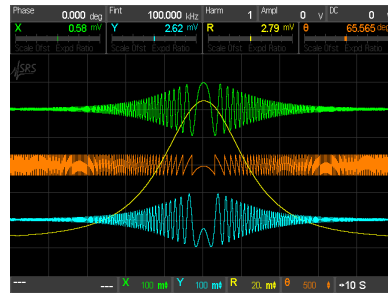 Phase 0.000 deg Fint 100.000 kHz Harm 1 Ampl 0 V DC 0
X 0.58 mV Y 2.62 mV R 2.79 mV θ 65.565 deg
Scale Ofst Expd Ratio Scale Ofst Expd Ratio Scale Ofst Expd Ratio Scale Ofst Expd Ratio
SRS
--- --- X 100 m Y 100 m R 20. m θ 500 10 S